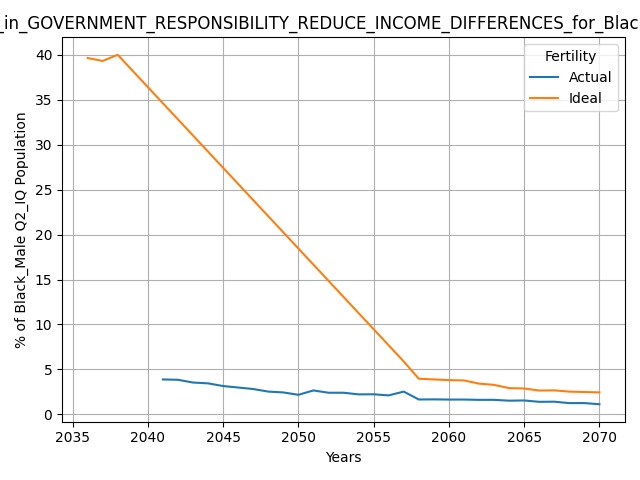 _in_GOVERNMENT_RESPONSIBILITY_REDUCE_INCOME_DIFFERENCES_for_Blac
Fertility
Actual
Ideal
% of Black_Male Q2_IQ Population
40
35
30
25
20
15
10
5
0
2035 2040 2045 2050 2055 2060 2065 2070
Years